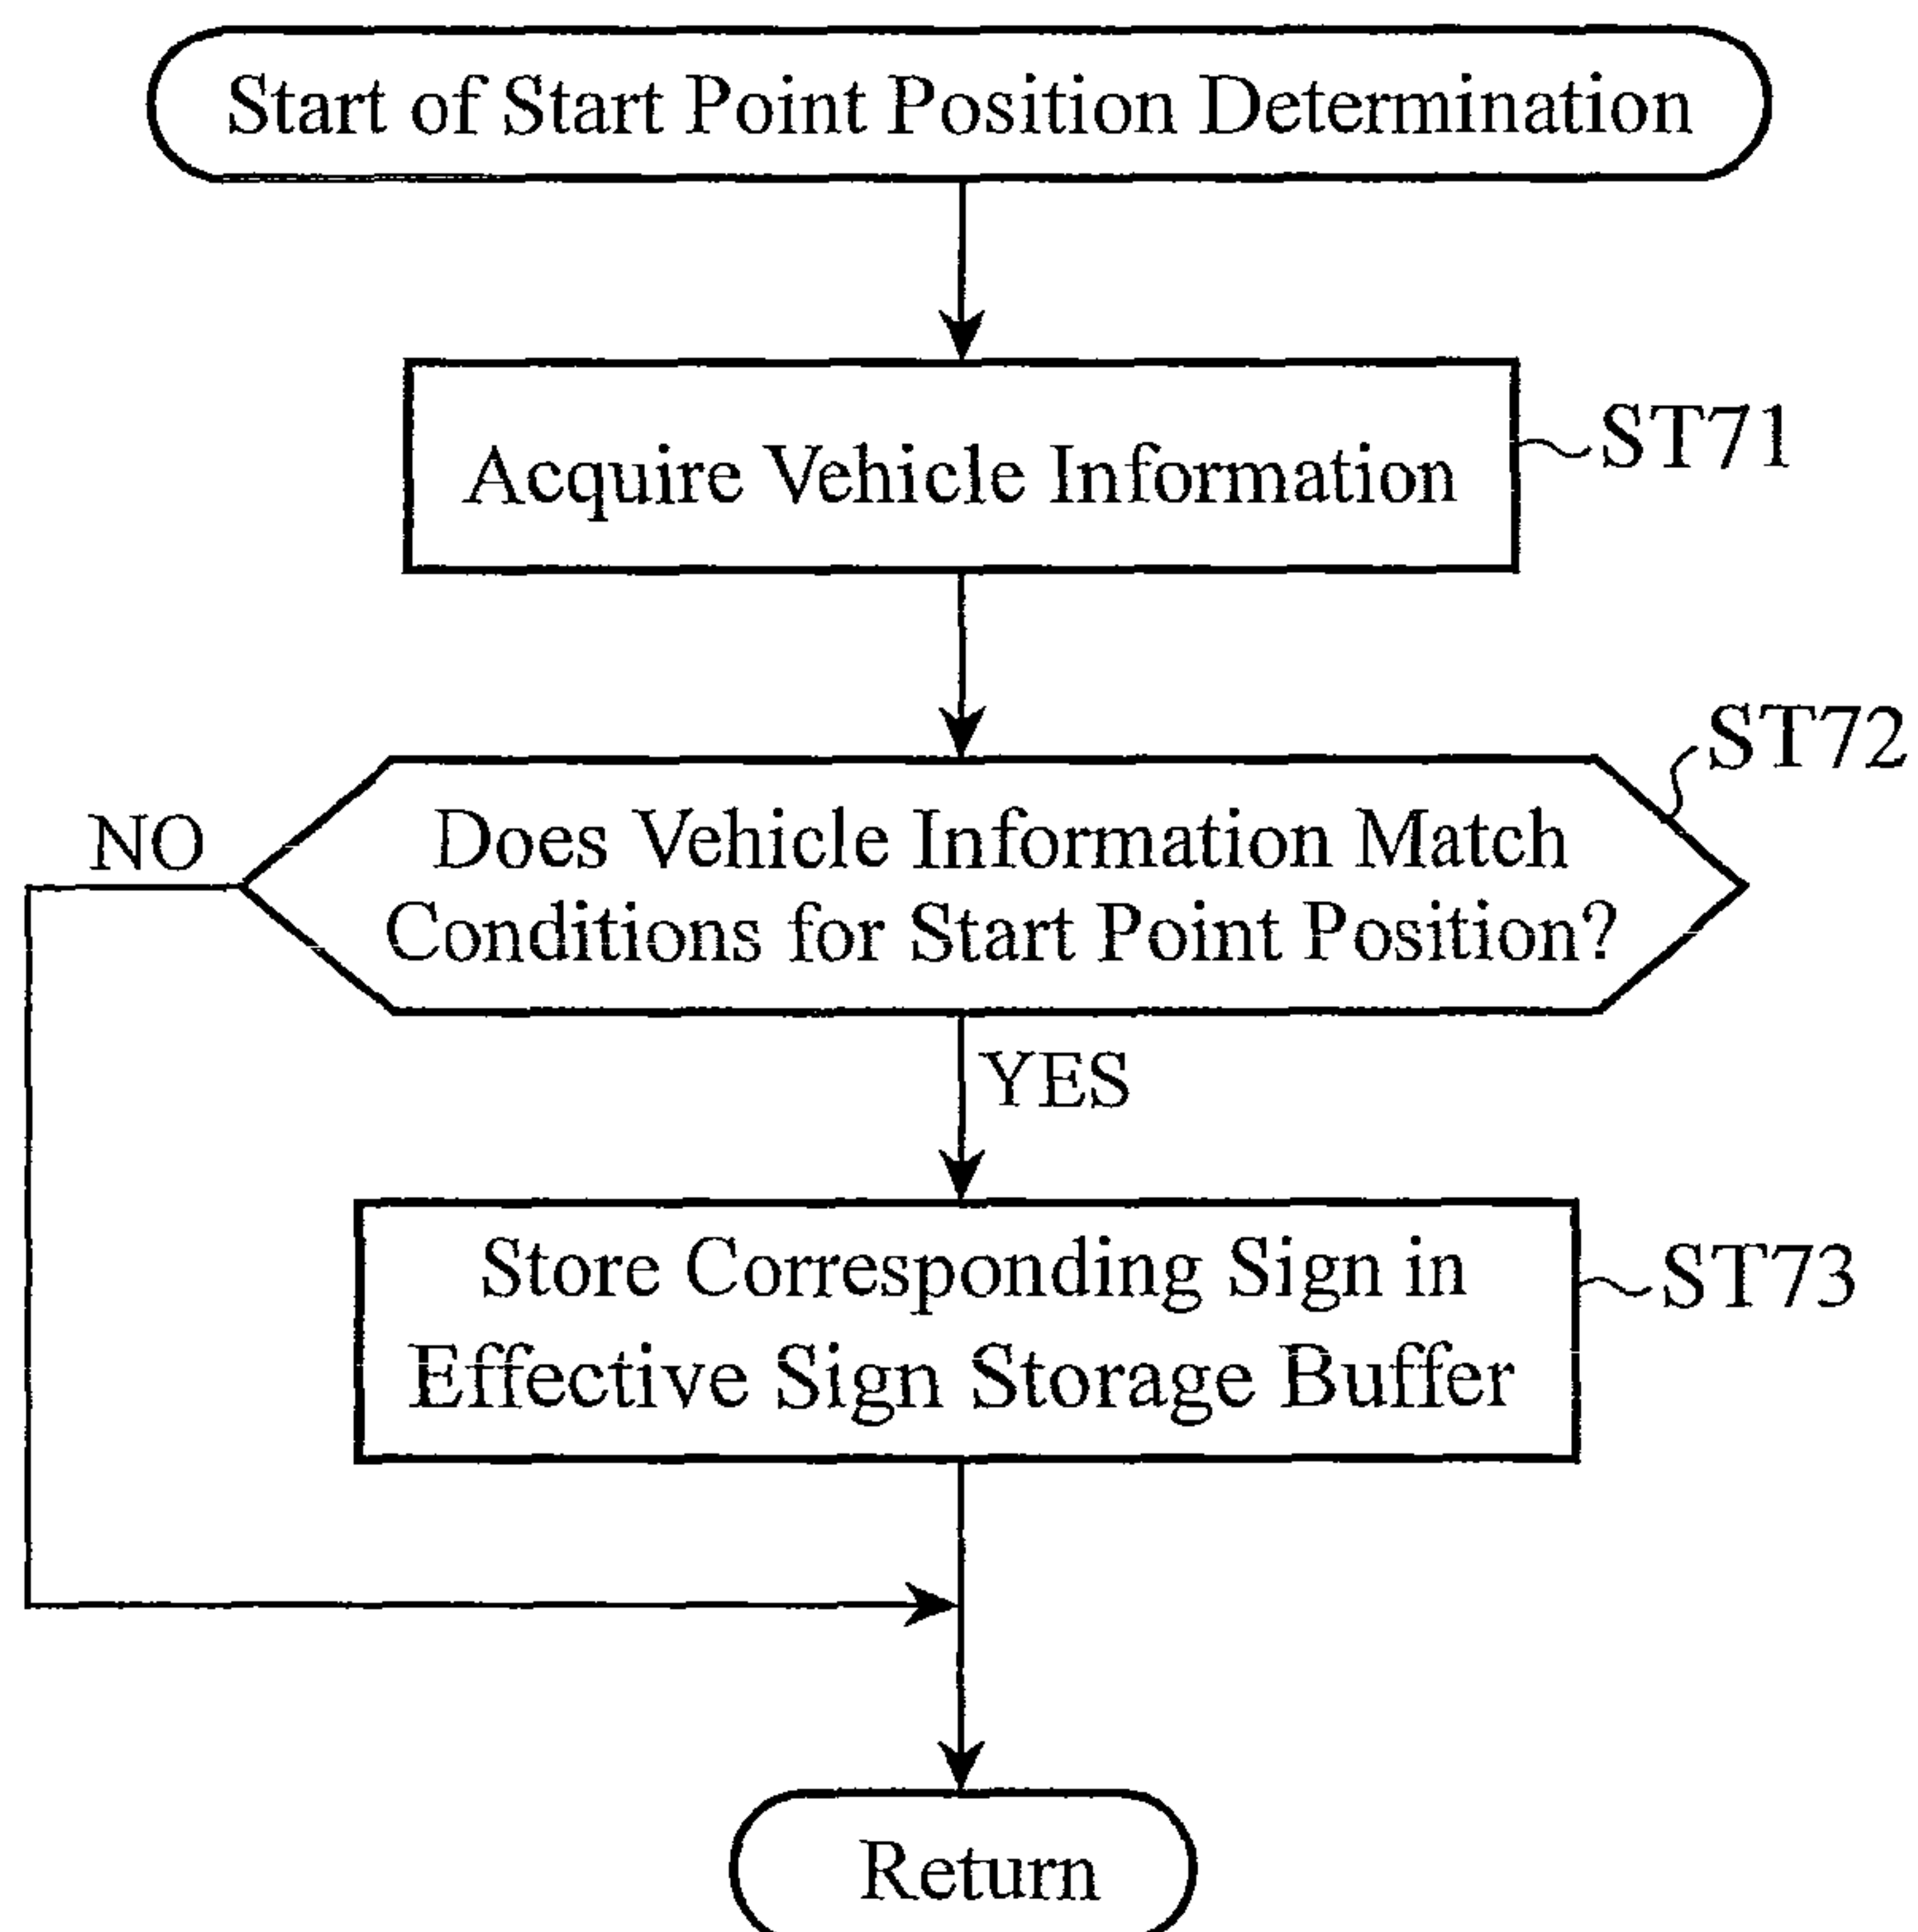 Start of Start Point Position Determination
Acquire Vehicle Information
ST71
ST72
NO
Does Vehicle Information Match
Conditions for Start Point Position?
YES
Store Corresponding Sign in
Effective Sign Storage Buffer
ST73
Return